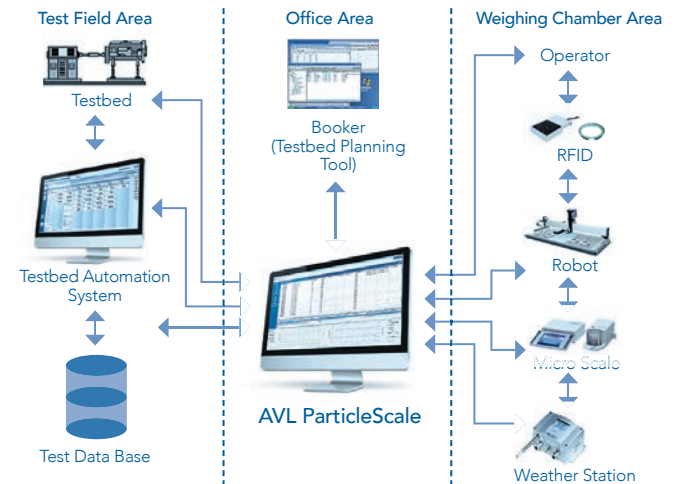 Test Field Area
Office Area
Weighing Chamber Area
Testbed
Testbed Automation
System
Test Data Base
Booker
(Testbed Planning
Tool)
AVL ParticleScale
Operator
RFID
Robot
Micro Scale
Weather Station